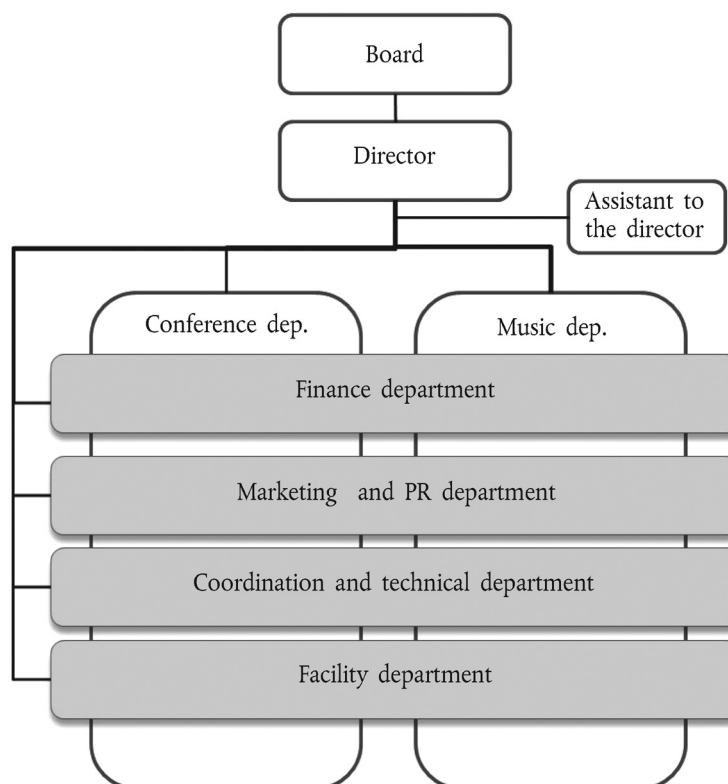 Board
Director
Assistant to
the director
Conference dep.
Music dep.
Finance department
Marketing and PR department
Coordination and technical department
Facility department